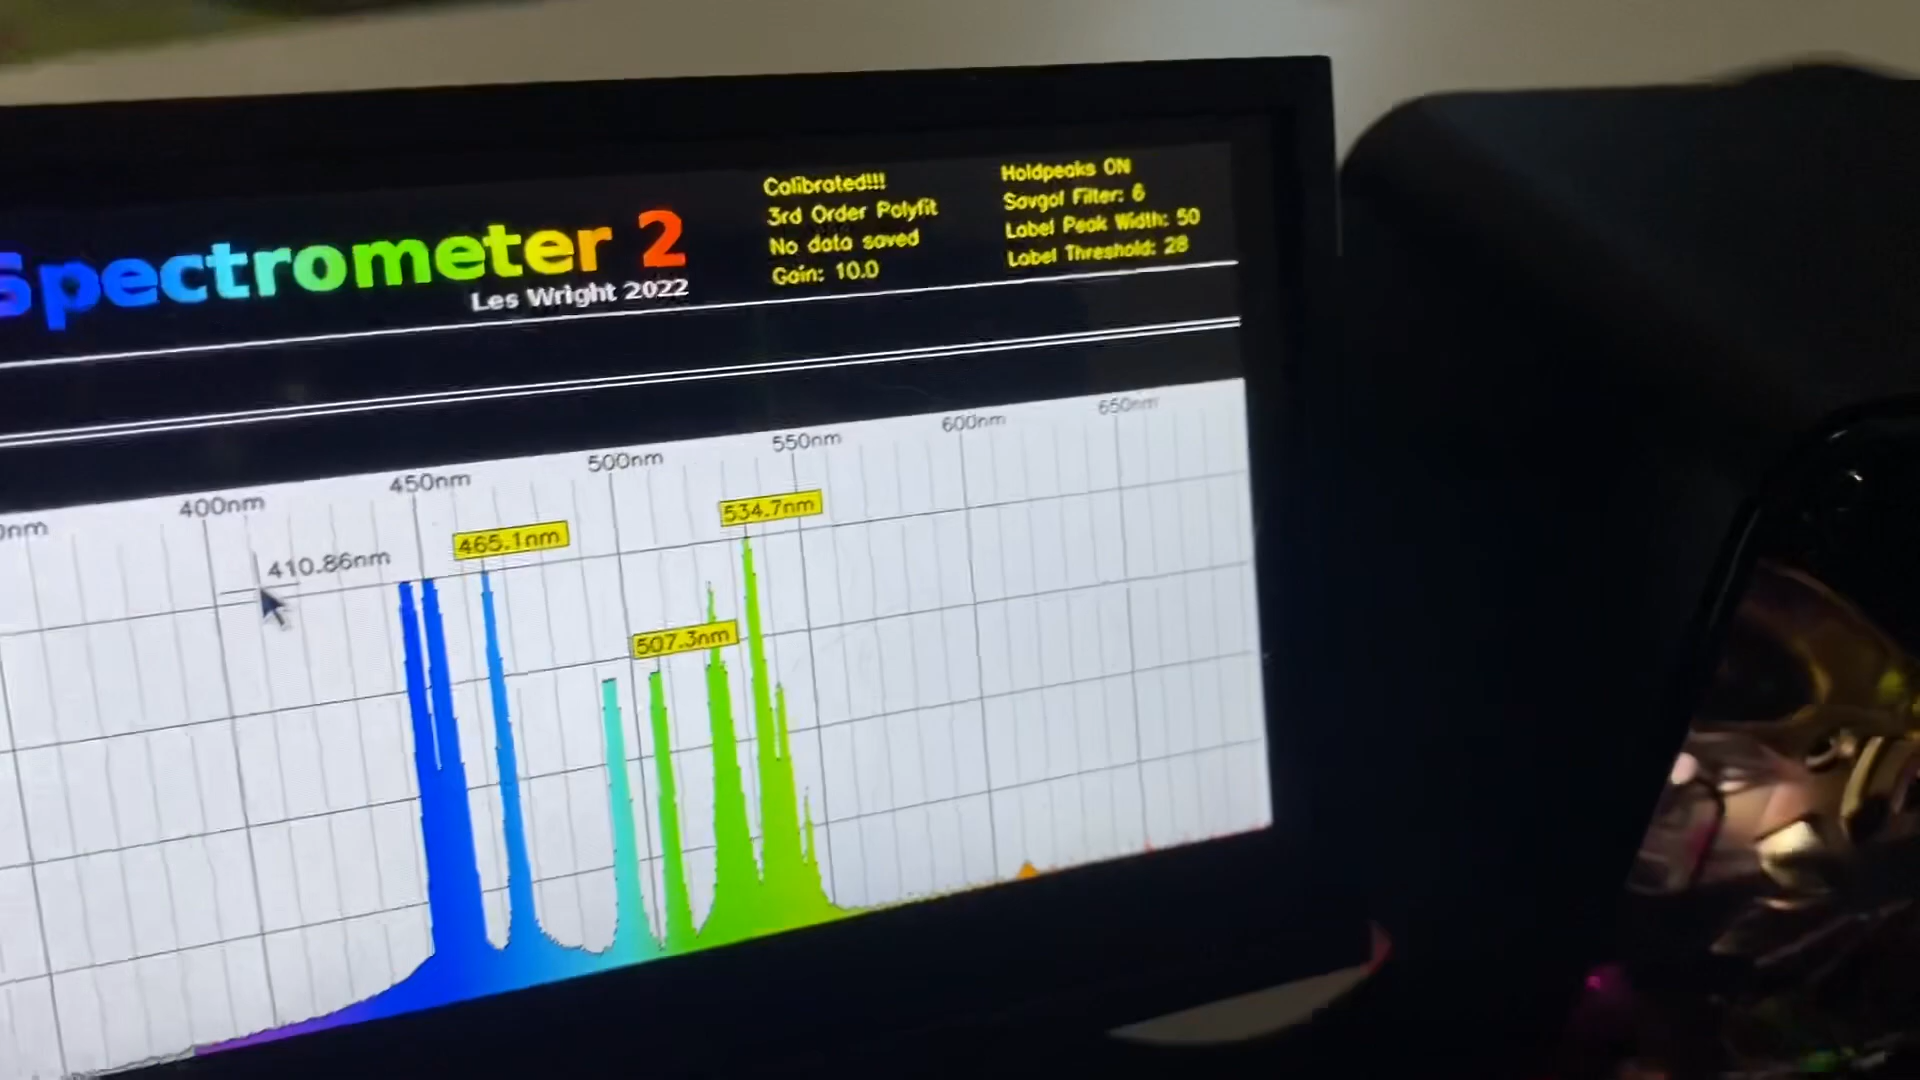 Spectrometer 2
Les Wright 2022
Calibrated!!!
3rd Order Polyfit
No data saved
Gain: 10.0
Holdpeaks ON
Savgol Filter: 6
Label Peak Width: 50
Label Threshold: 28
0nm
400nm
450nm
500nm
550nm
600nm
650nm
410.86nm
465.1nm
507.3nm
534.7nm